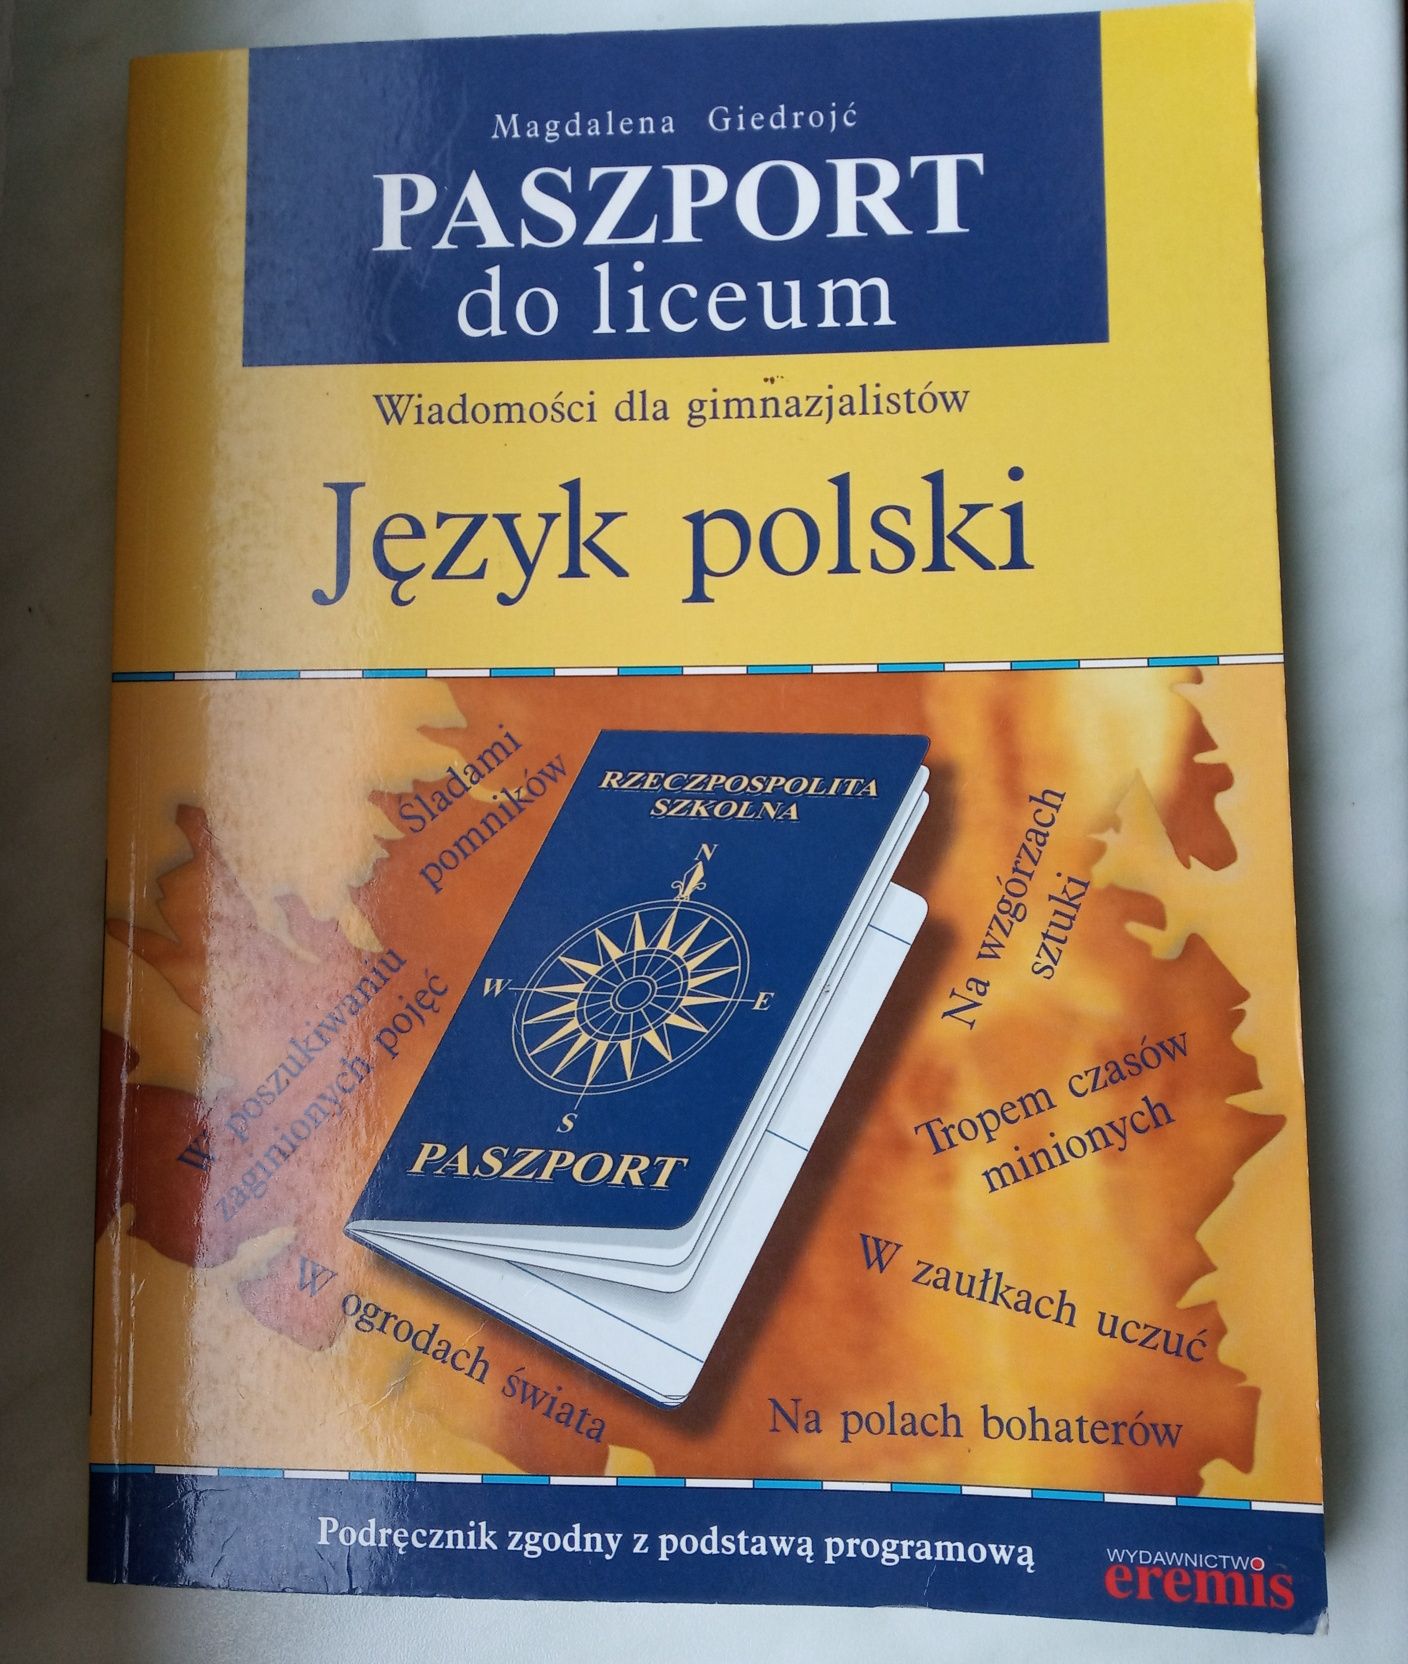 Magdalena Giedrojć
PASZPORT
do liceum
Wiadomości dla gimnazjalistów
Język polski
Śladami
pomników
W poszukiwaniu
zaginionych pojęć
W ogrodach świata
RZECZPOSPOLITA
SZKOLNA
N
W
E
S
PASZPORT
Na wzgórzach
sztuki
Tropem czasów
minionych
W zaułkach uczuć
Na polach bohaterów
Podręcznik zgodny z podstawą programową
WYDAWNICTWO
eremis